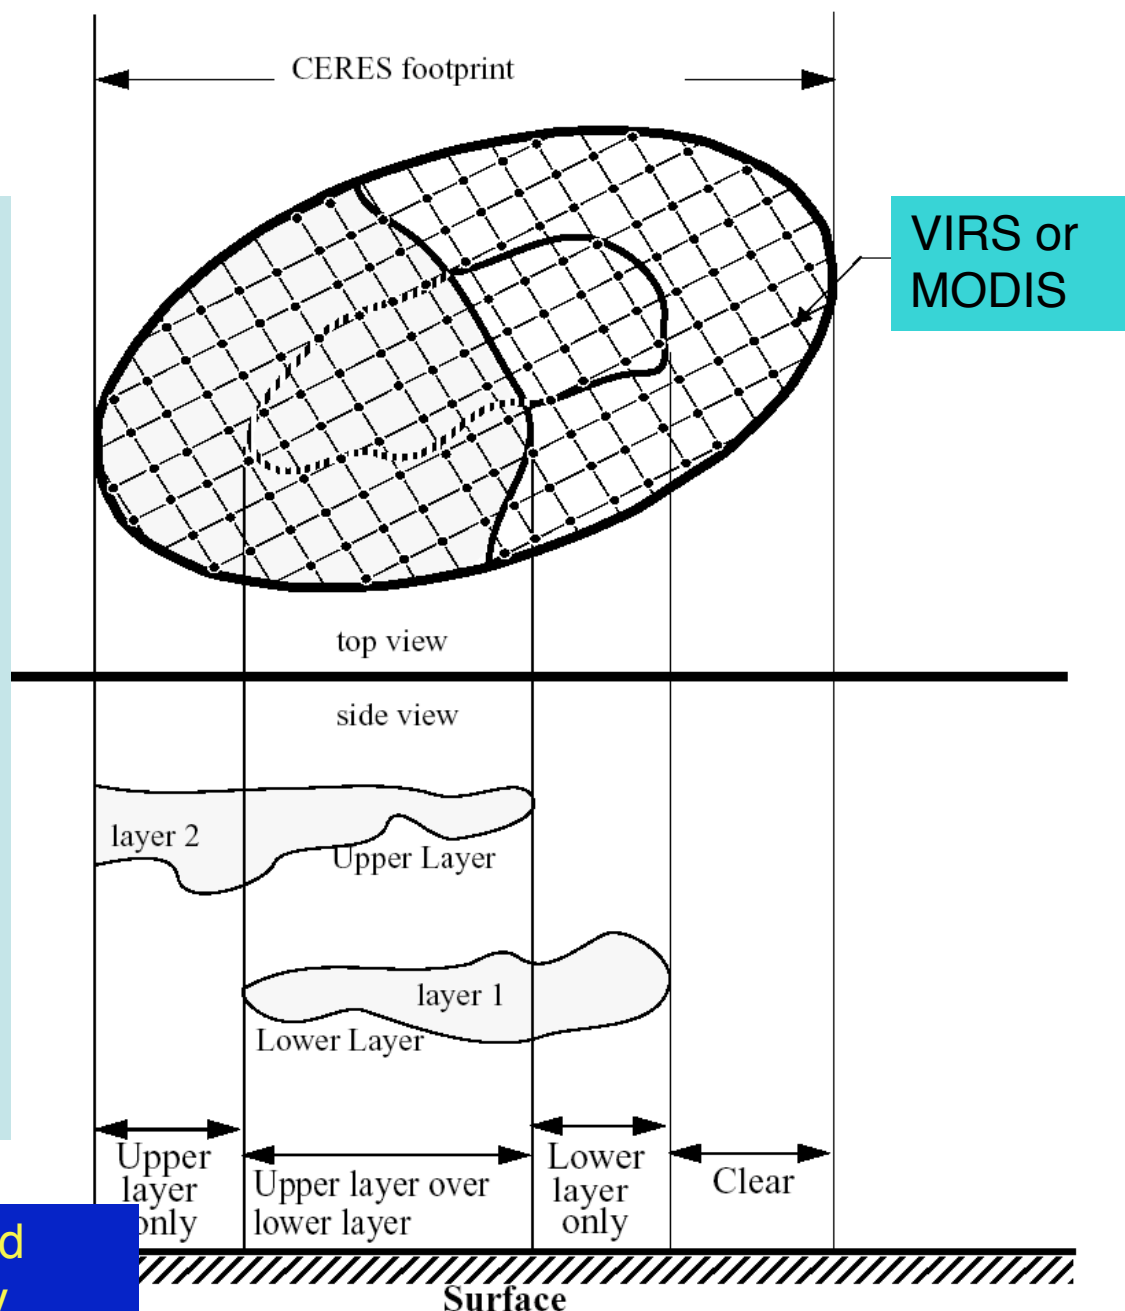 CERES footprint
VIRS or
MODIS
top view
side view
layer 2
Upper Layer
layer 1
Lower Layer
Upper
layer
only
Upper layer over
lower layer
Lower
layer
only
Clear
Surface